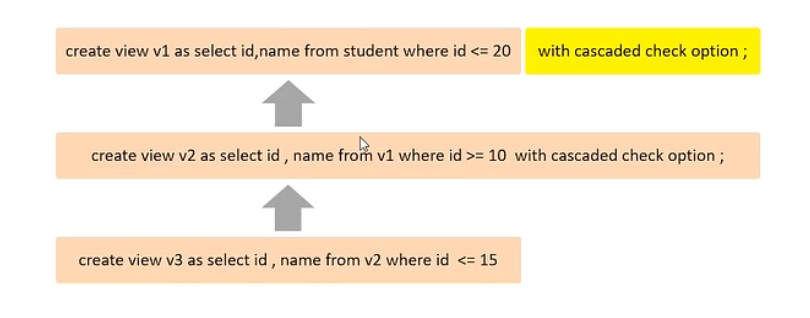 create view v1 as select id,name from student where id <= 20 with cascaded check option ;
create view v2 as select id , name from v1 where id >= 10 with cascaded check option ;
create view v3 as select id , name from v2 where id <= 15